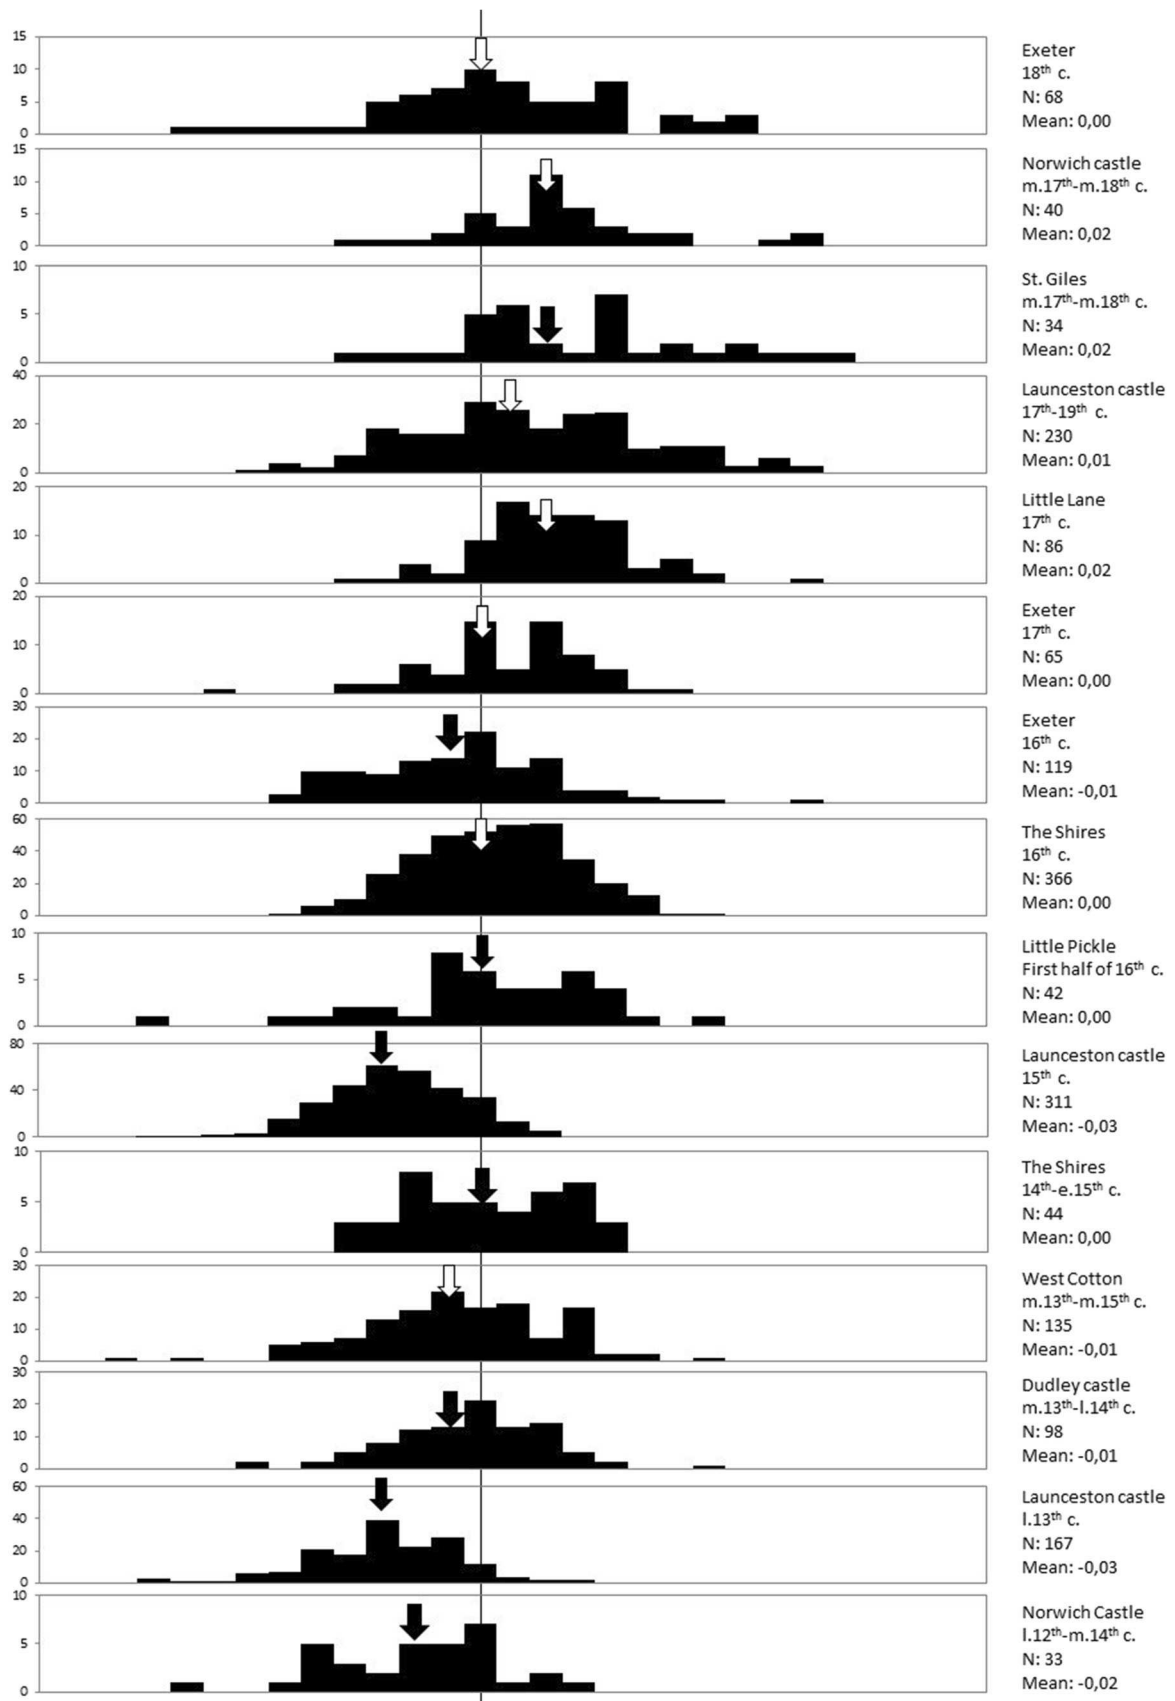 15
10
5
0
Exeter
18th c.
N: 68
Mean: 0,00
15
10
5
0
Norwich castle
m.17th-m.18th c.
N: 40
Mean: 0,02
10
5
0
St. Giles
m.17th-m.18th c.
N: 34
Mean: 0,02
40
20
0
Launceston castle
17th-19th c.
N: 230
Mean: 0,01
20
10
0
Little Lane
17th c.
N: 86
Mean: 0,02
20
10
0
Exeter
17th c.
N: 65
Mean: 0,00
30
20
10
0
Exeter
16th c.
N: 119
Mean: -0,01
60
40
20
0
The Shires
16th c.
N: 366
Mean: 0,00
10
5
0
Little Pickle
First half of 16th c.
N: 42
Mean: 0,00
80
40
0
Launceston castle
15th c.
N: 311
Mean: -0,03
10
5
0
The Shires
14th-e.15th c.
N: 44
Mean: 0,00
30
20
10
0
West Cotton
m.13th-m.15th c.
N: 135
Mean: -0,01
30
20
10
0
Dudley castle
m.13th-l.14th c.
N: 98
Mean: -0,01
60
40
20
0
Launceston castle
l.13th c.
N: 167
Mean: -0,03
10
5
0
Norwich Castle
l.12th-m.14th c.
N: 33
Mean: -0,02